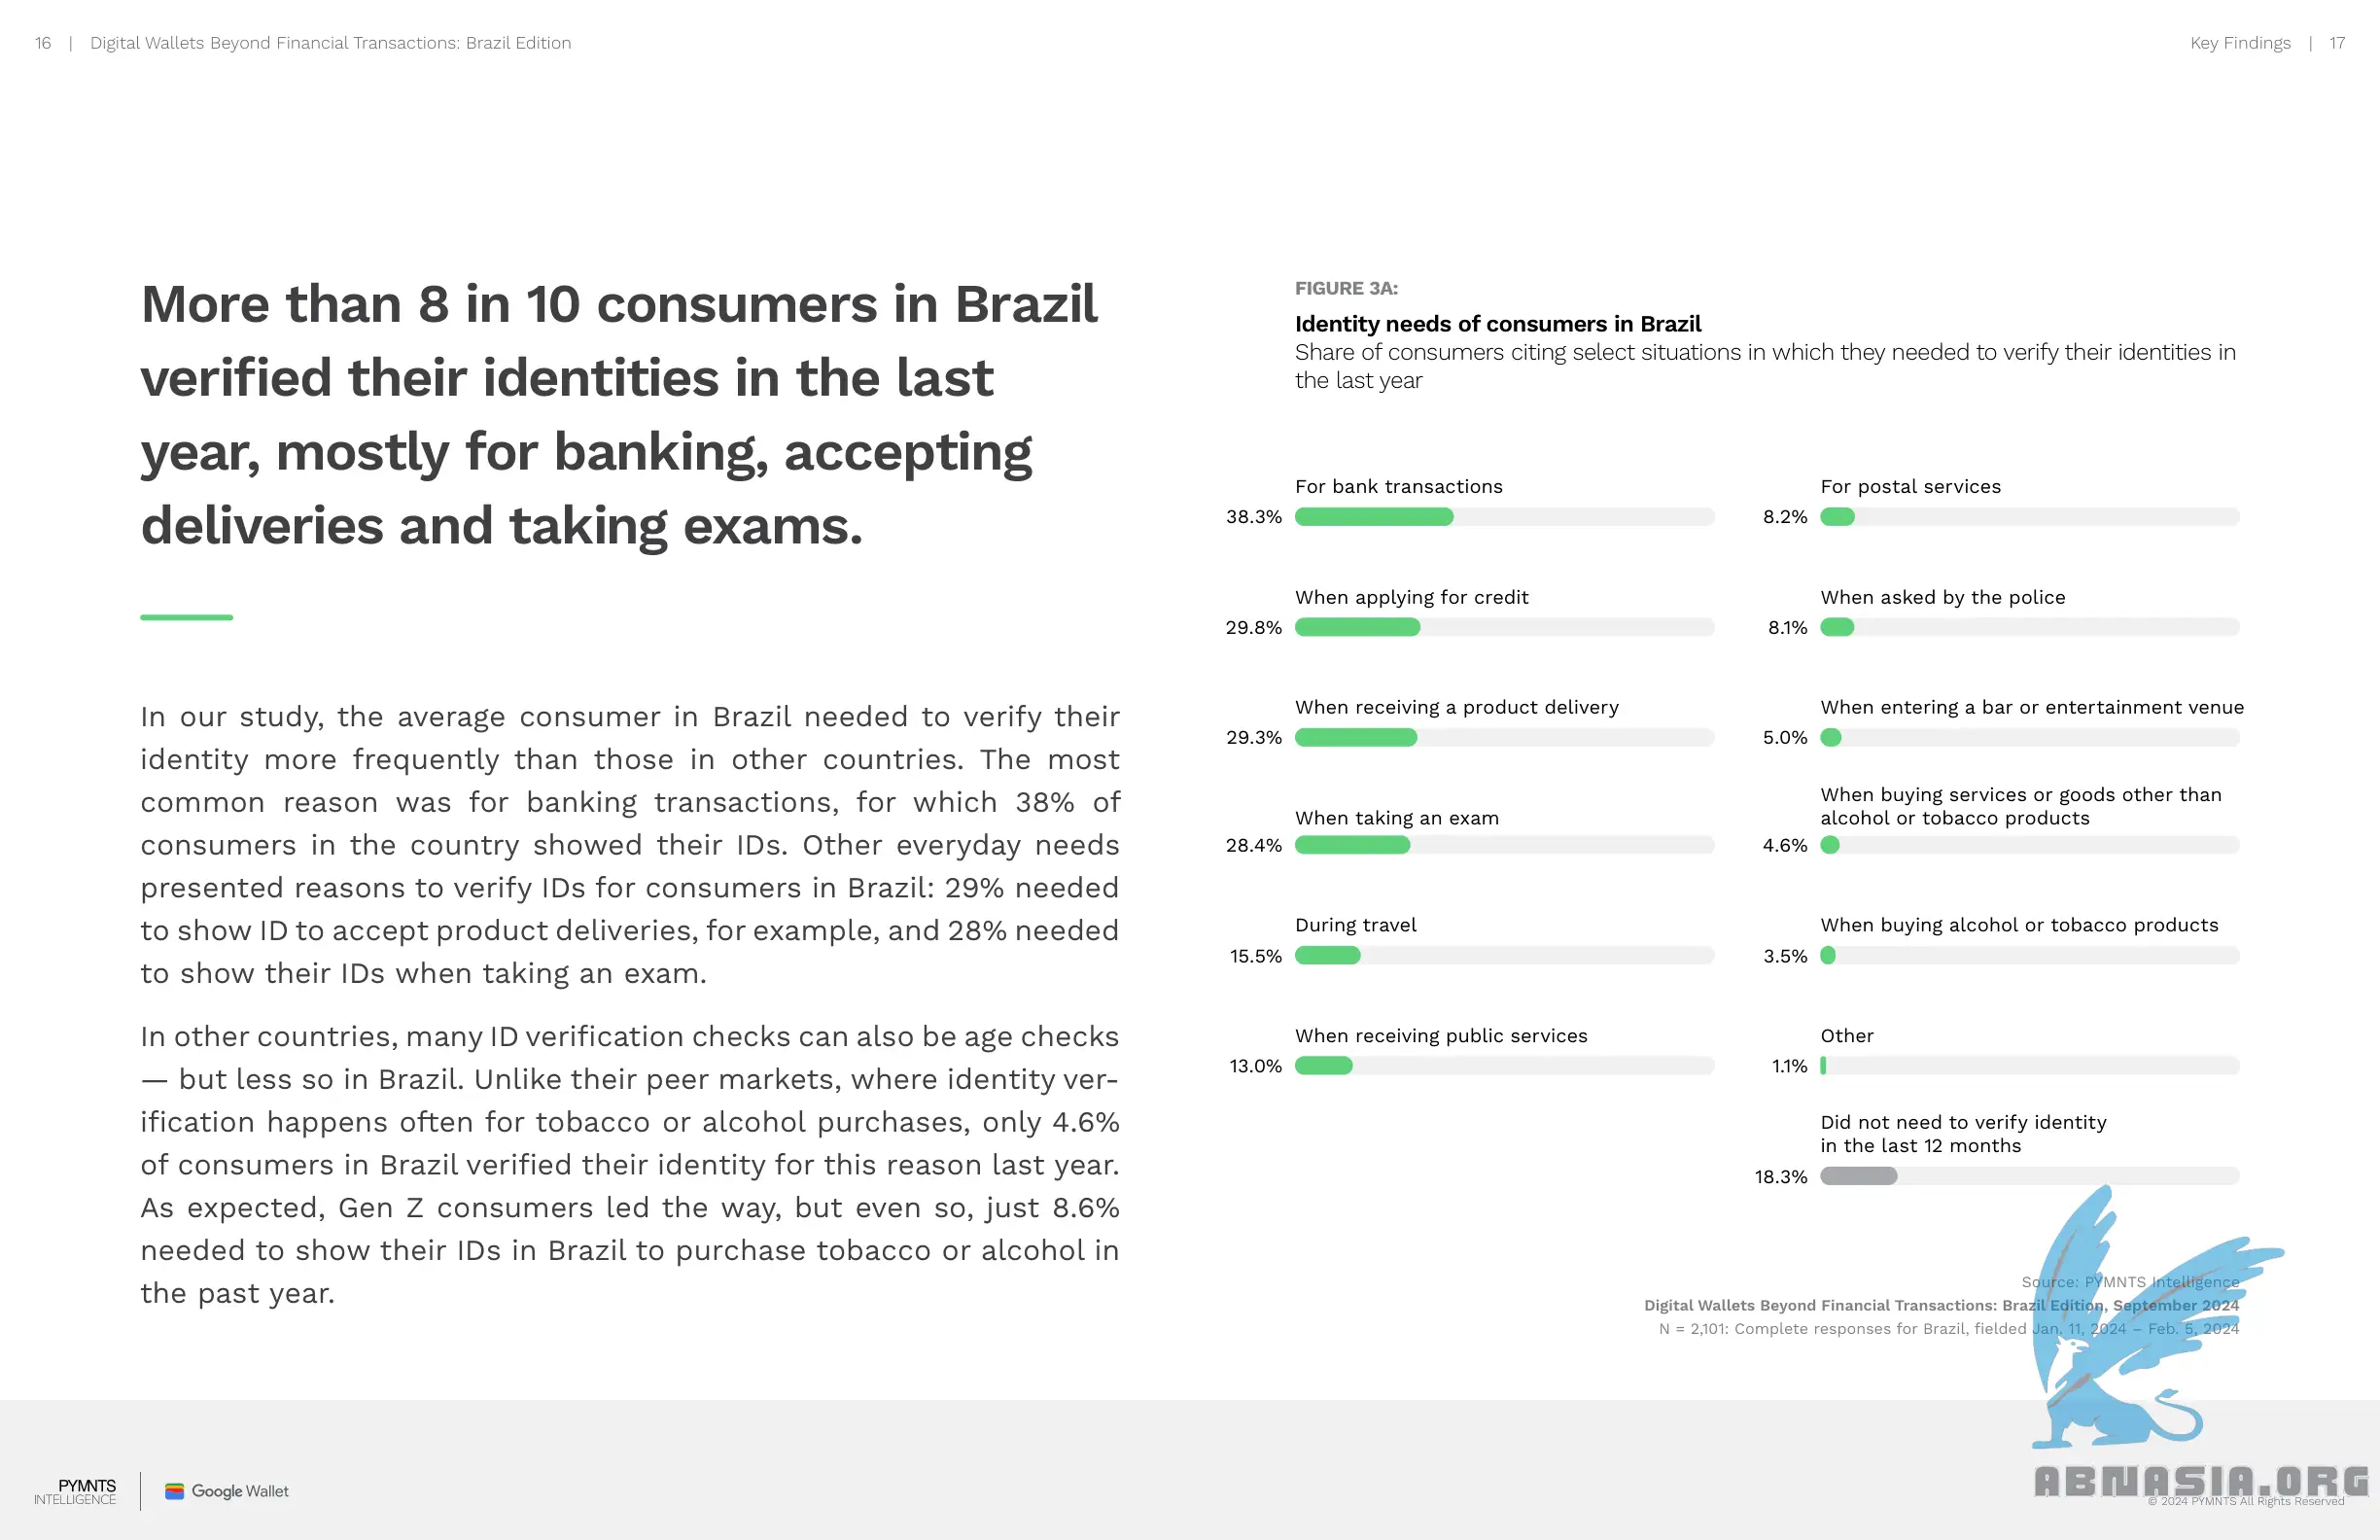 16 | Digital Wallets Beyond Financial Transactions: Brazil Edition
Key Findings | 17
More than 8 in 10 consumers in Brazil
verified their identities in the last
year, mostly for banking, accepting
deliveries and taking exams.
In our study, the average consumer in Brazil needed to verify their
identity more frequently than those in other countries. The most
common reason was for banking transactions, for which 38% of
consumers in the country showed their IDs. Other everyday needs
presented reasons to verify IDs for consumers in Brazil: 29% needed
to show ID to accept product deliveries, for example, and 28% needed
to show their IDs when taking an exam.
In other countries, many ID verification checks can also be age checks
— but less so in Brazil. Unlike their peer markets, where identity ver-
ification happens often for tobacco or alcohol purchases, only 4.6%
of consumers in Brazil verified their identity for this reason last year.
As expected, Gen Z consumers led the way, but even so, just 8.6%
needed to show their IDs in Brazil to purchase tobacco or alcohol in
the past year.
FIGURE 3A:
Identity needs of consumers in Brazil
Share of consumers citing select situations in which they needed to verify their identities in
the last year
For bank transactions
38.3%
When applying for credit
29.8%
When receiving a product delivery
29.3%
When taking an exam
28.4%
During travel
15.5%
When receiving public services
13.0%
For postal services
8.2%
When asked by the police
8.1%
When entering a bar or entertainment venue
5.0%
When buying services or goods other than
alcohol or tobacco products
4.6%
When buying alcohol or tobacco products
3.5%
Other
1.1%
Did not need to verify identity
in the last 12 months
18.3%
Source: PYMNTS Intelligence
Digital Wallets Beyond Financial Transactions: Brazil Edition, September 2024
N = 2,101: Complete responses for Brazil, fielded Jan. 11, 2024 – Feb. 5, 2024
PYMNTS
INTELLIGENCE
Google Wallet
ABNASIA.ORG
© 2024 PYMNTS All Rights Reserved